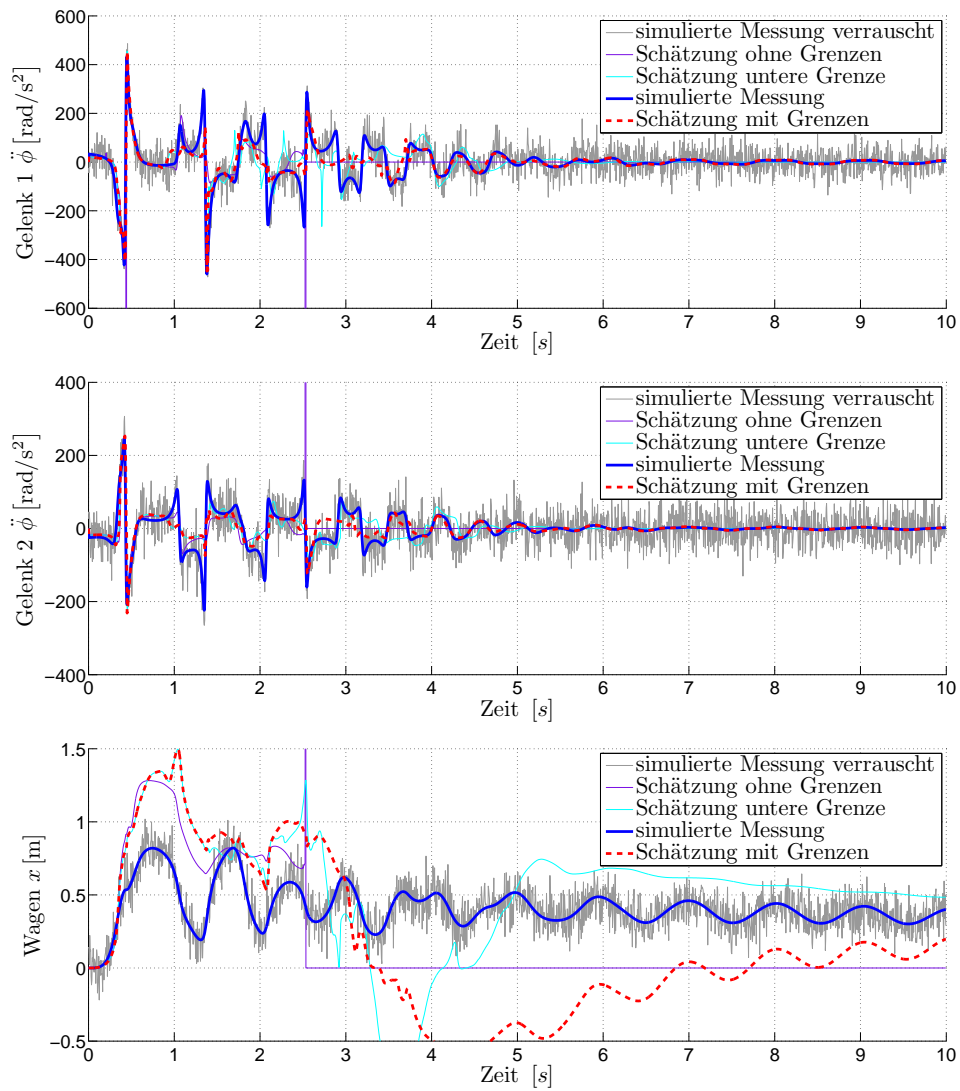 600
400
200
0
−200
−400
−600
Gelenk 1 φ̈ [rad/s²]
simulierte Messung verrauscht
Schätzung ohne Grenzen
Schätzung untere Grenze
simulierte Messung
Schätzung mit Grenzen
0 1 2 3 4 5 6 7 8 9 10
Zeit [s]
400
200
0
−200
−400
Gelenk 2 φ̈ [rad/s²]
simulierte Messung verrauscht
Schätzung ohne Grenzen
Schätzung untere Grenze
simulierte Messung
Schätzung mit Grenzen
0 1 2 3 4 5 6 7 8 9 10
Zeit [s]
1.5
1
0.5
0
−0.5
Wagen x [m]
simulierte Messung verrauscht
Schätzung ohne Grenzen
Schätzung untere Grenze
simulierte Messung
Schätzung mit Grenzen
0 1 2 3 4 5 6 7 8 9 10
Zeit [s]